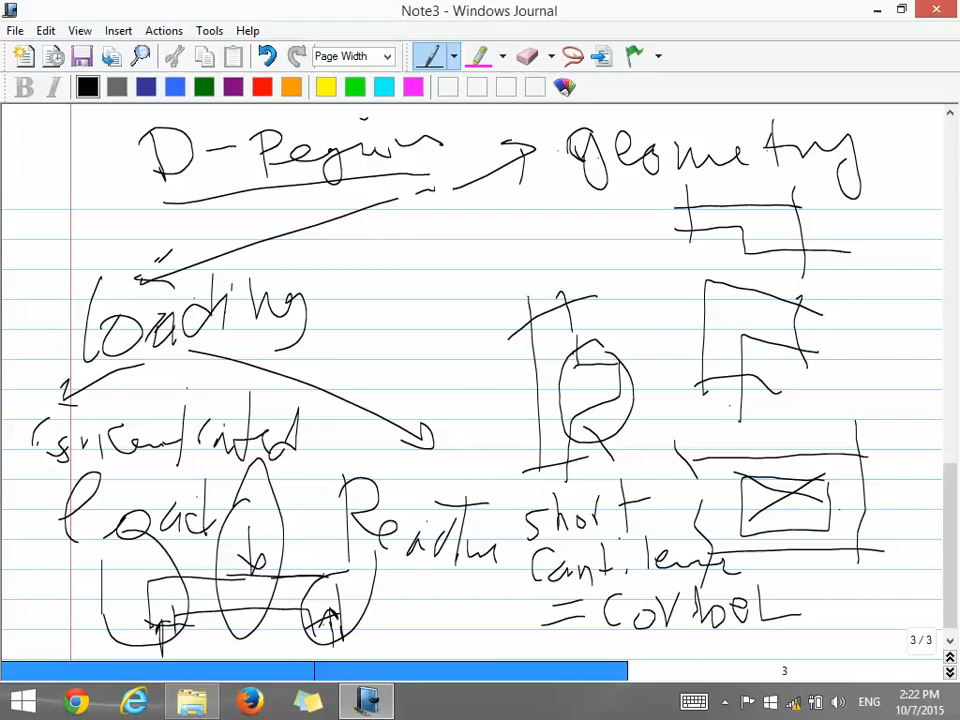 Note3 - Windows Journal
File Edit View Insert Actions Tools Help
Page Width
B I
D-Region → geometry
loading
load Reaction
short
cantilever
= Corbel
3 / 3
3
ENG
2:22 PM
10/7/2015